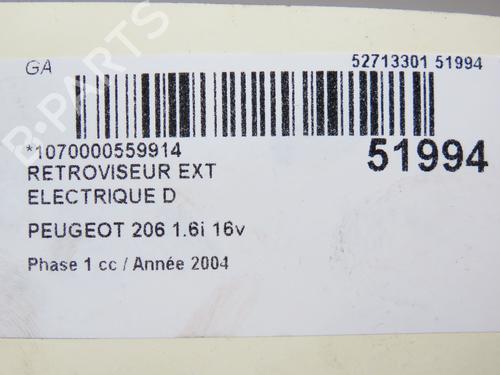 GA
52713301 51994
*1070000559914
51994
RETROVISEUR EXT
ELECTRIQUE D
PEUGEOT 206 1.6i 16v
Phase 1 cc / Année 2004
B-PARTS